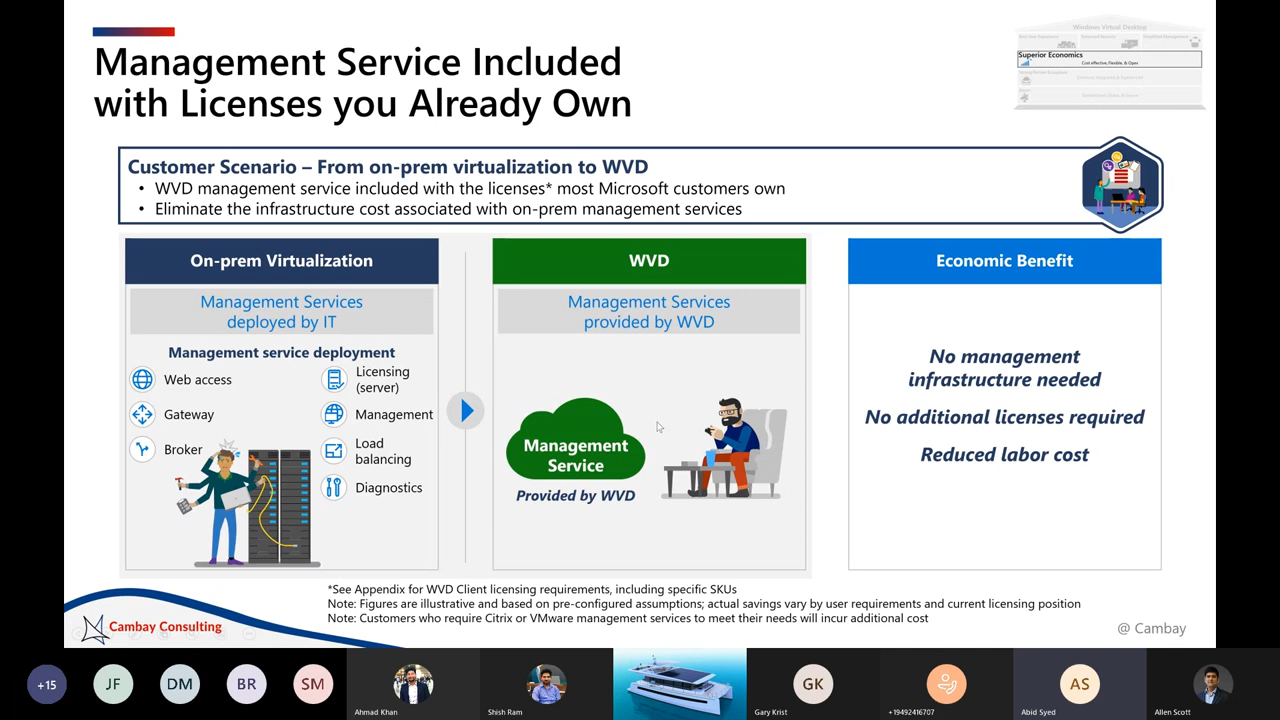 Management Service Included
with Licenses you Already Own
Windows Virtual Desktop
Superior Economics
Cost effective, Flexible, & Opex
Customer Scenario – From on-prem virtualization to WVD
• WVD management service included with the licenses* most Microsoft customers own
• Eliminate the infrastructure cost associated with on-prem management services
On-prem Virtualization
Management Services
deployed by IT
Management service deployment
Web access
Gateway
Broker
Licensing
(server)
Management
Load
balancing
Diagnostics
WVD
Management Services
provided by WVD
Management
Service
Provided by WVD
Economic Benefit
No management
infrastructure needed
No additional licenses required
Reduced labor cost
*See Appendix for WVD Client licensing requirements, including specific SKUs
Note: Figures are illustrative and based on pre-configured assumptions; actual savings vary by user requirements and current licensing position
Note: Customers who require Citrix or VMware management services to meet their needs will incur additional cost
Cambay Consulting
@ Cambay
+15
JF
DM
BR
SM
Ahmad Khan
Shish Ram
GK
Gary Krist
+19492416707
AS
Abid Syed
Allen Scott